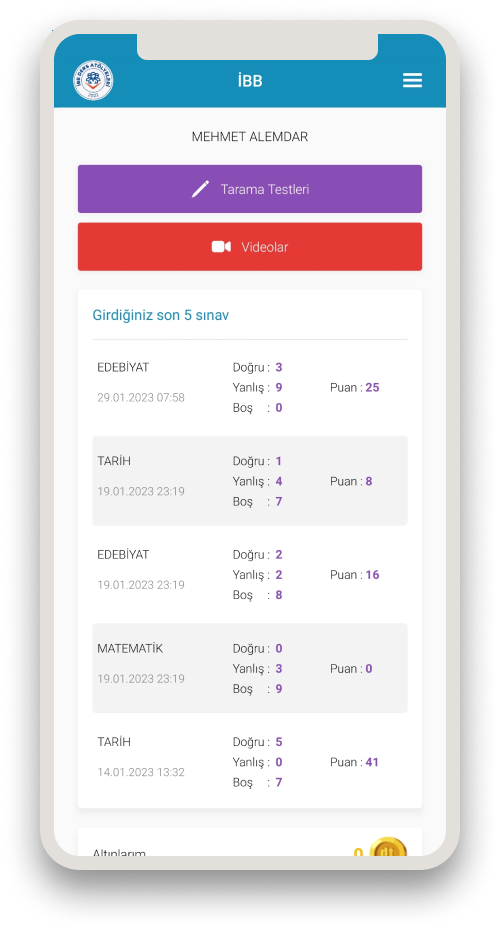 İBB DERS ATÖLYELERİ
2022
İBB
MEHMET ALEMDAR
Tarama Testleri
Videolar
Girdiğiniz son 5 sınav
EDEBİYAT
29.01.2023 07:58
Doğru : 3
Yanlış : 9
Boş : 0
Puan : 25
TARİH
19.01.2023 23:19
Doğru : 1
Yanlış : 4
Boş : 7
Puan : 8
EDEBİYAT
19.01.2023 23:19
Doğru : 2
Yanlış : 2
Boş : 8
Puan : 16
MATEMATİK
19.01.2023 23:19
Doğru : 0
Yanlış : 3
Boş : 9
Puan : 0
TARİH
14.01.2023 13:32
Doğru : 5
Yanlış : 0
Boş : 7
Puan : 41
Altınlarım
0